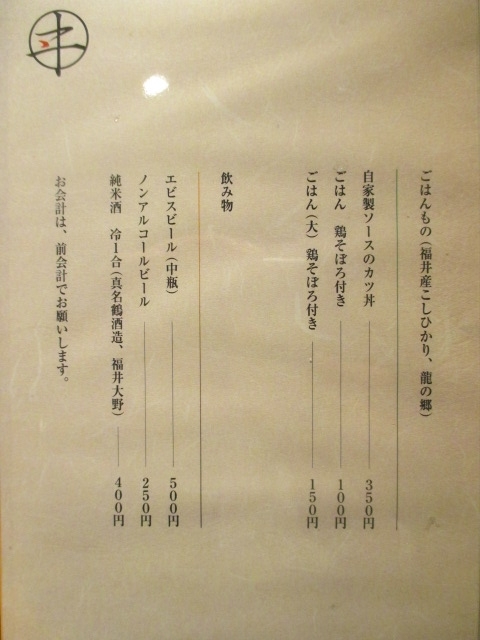 ごはんもの（福井産こしひかり、龍の郷）
自家製ソースのカツ丼 350円
ごはん 鶏そぼろ付き 100円
ごはん（大） 鶏そぼろ付き 150円
飲み物
エビスビール（中瓶） 500円
ノンアルコールビール 250円
純米酒 冷1合（真名鶴酒造、福井大野） 400円
お会計は、前会計でお願いします。